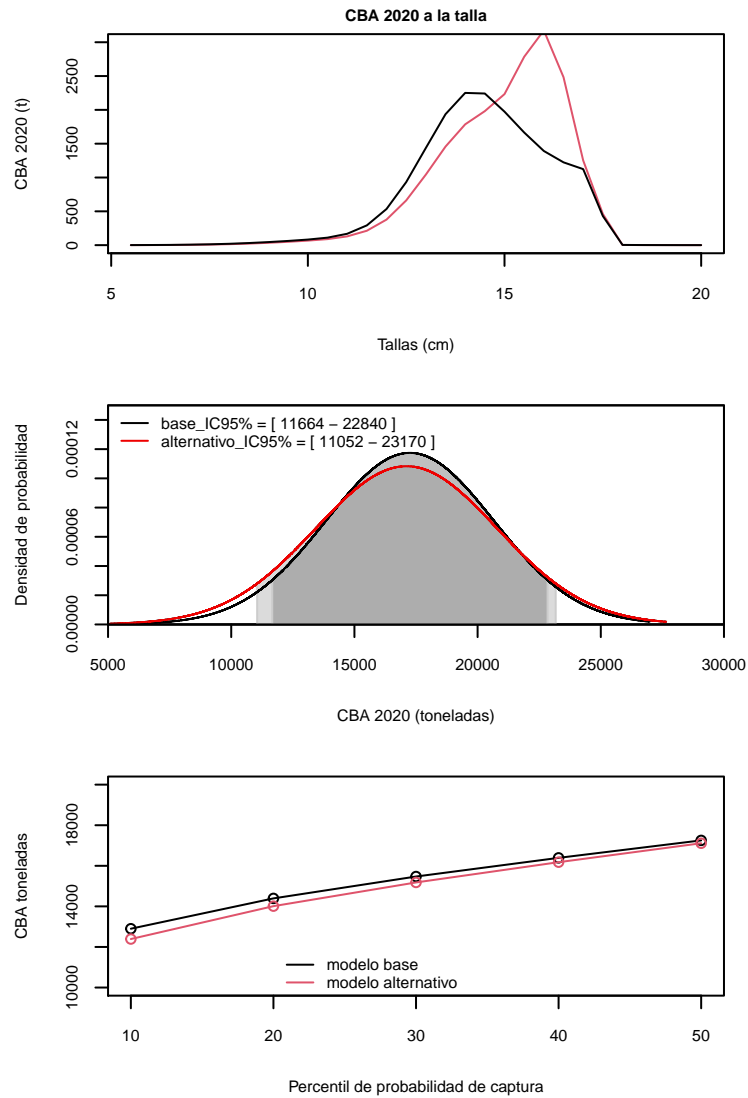 CBA 2020 a la talla
CBA 2020 (t)
2500
1500
500
0
5
10
15
20
Tallas (cm)
Densidad de probabilidad
0.00012
0.00006
0.00000
base_IC95% = [ 11664 − 22840 ]
alternativo_IC95% = [ 11052 − 23170 ]
5000
10000
15000
20000
25000
30000
CBA 2020 (toneladas)
CBA toneladas
18000
14000
10000
modelo base
modelo alternativo
10
20
30
40
50
Percentil de probabilidad de captura